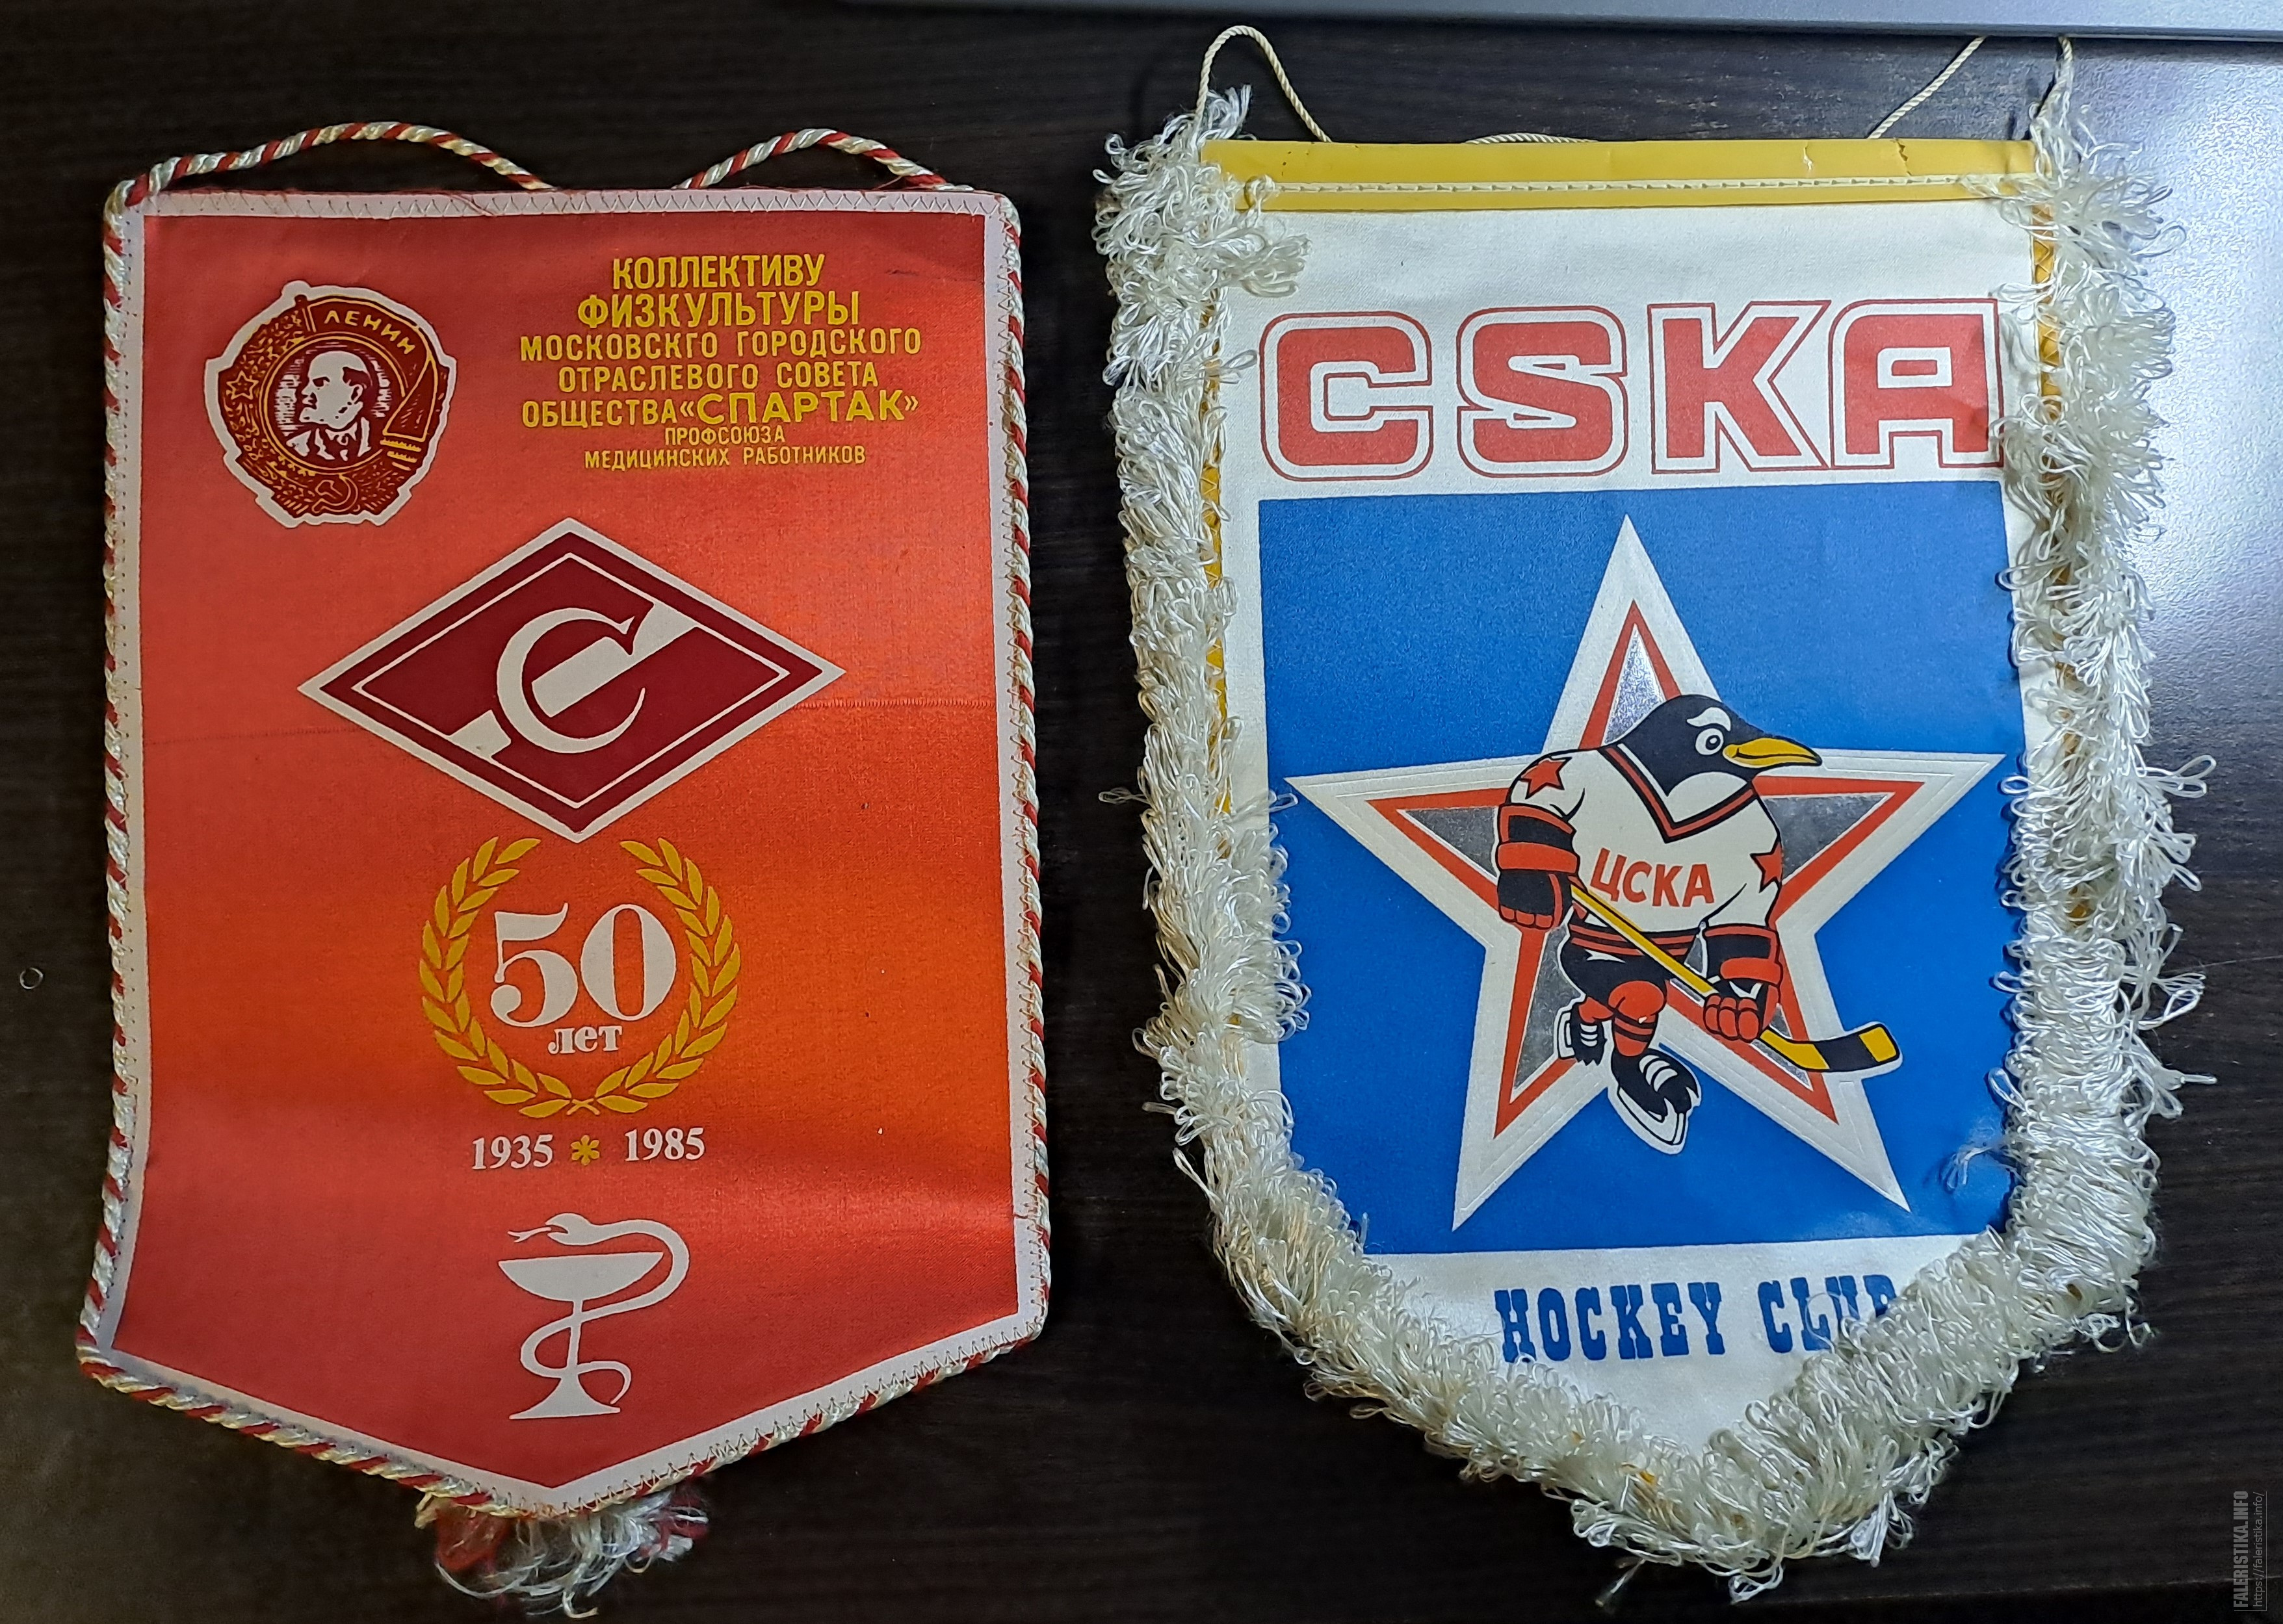 ЛЕНИН
КОЛЛЕКТИВУ
ФИЗКУЛЬТУРЫ
МОСКОВСКГО ГОРОДСКОГО
ОТРАСЛЕВОГО СОВЕТА
ОБЩЕСТВА «СПАРТАК»
ПРОФСОЮЗА
МЕДИЦИНСКИХ РАБОТНИКОВ
С
50
лет
1935 * 1985
CSKA
ЦСКА
HOCKEY CLUB
FALERISTIKA.INFO
https://faleristika.info/